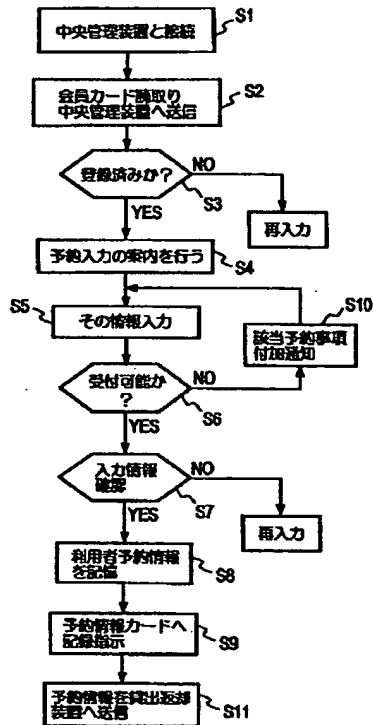 中央管理装置と接続
S1
会員カード読取り
中央管理装置へ送信
S2
登録済みか?
NO
S3
YES
再入力
予約入力の案内を行う
S4
S5
その情報入力
S10
該当予約事項
付加通知
受付可能か
?
NO
S6
YES
入力情報
確認
NO
S7
YES
再入力
利用者予約情報
を記憶
S8
予約情報カードへ
記録指示
S9
予約情報を貸出返却
装置へ送信
S11